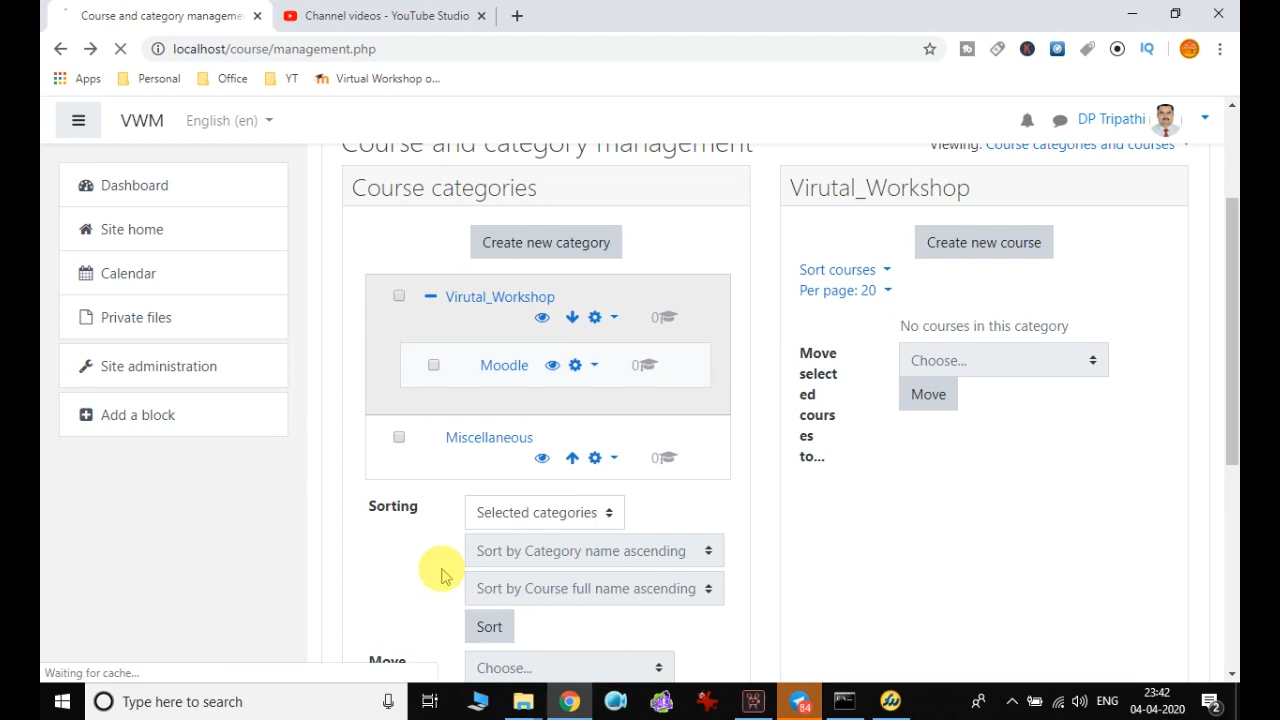 Course and category manageme
Channel videos - YouTube Studio
localhost/course/management.php
Apps
Personal
Office
YT
Virtual Workshop o...
VWM
English (en)
DP Tripathi
Course and category management
Viewing: Course categories and courses
Dashboard
Site home
Calendar
Private files
Site administration
Add a block
Course categories
Create new category
Virutal_Workshop
0
Moodle
0
Miscellaneous
0
Sorting
Selected categories
Sort by Category name ascending
Sort by Course full name ascending
Sort
Move
Choose...
Virutal_Workshop
Create new course
Sort courses
Per page: 20
No courses in this category
Move
select
ed
cours
es
to...
Choose...
Move
Waiting for cache...
Type here to search
84
ENG
23:42
04-04-2020
2